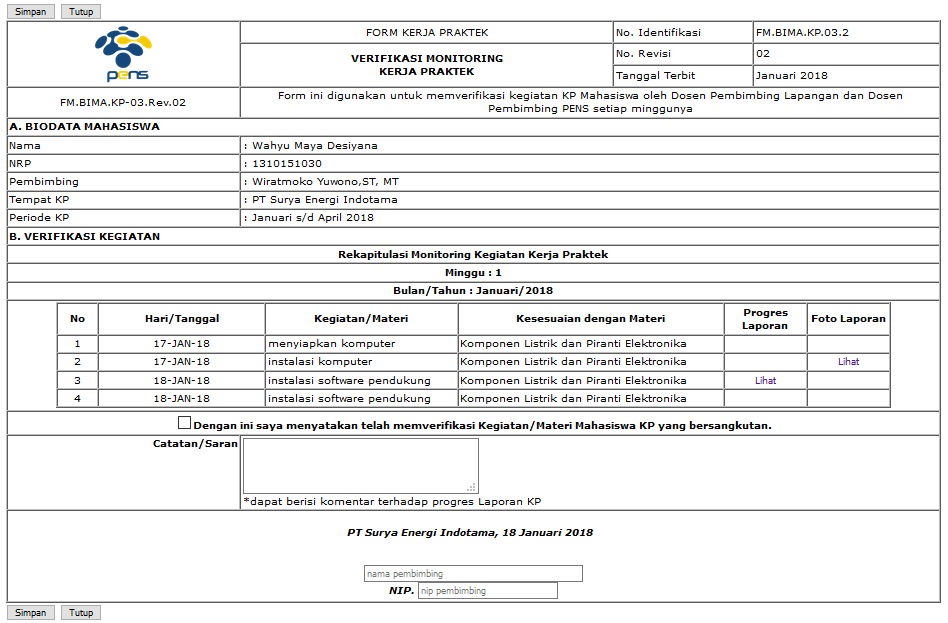 Simpan Tutup
pens
FORM KERJA PRAKTEK
No. Identifikasi FM.BIMA.KP.03.2
VERIFIKASI MONITORING
KERJA PRAKTEK
No. Revisi 02
Tanggal Terbit Januari 2018
FM.BIMA.KP-03.Rev.02
Form ini digunakan untuk memverifikasi kegiatan KP Mahasiswa oleh Dosen Pembimbing Lapangan dan Dosen
Pembimbing PENS setiap minggunya
A. BIODATA MAHASISWA
Nama : Wahyu Maya Desiyana
NRP : 1310151030
Pembimbing : Wiratmoko Yuwono,ST, MT
Tempat KP : PT Surya Energi Indotama
Periode KP : Januari s/d April 2018
B. VERIFIKASI KEGIATAN
Rekapitulasi Monitoring Kegiatan Kerja Praktek
Minggu : 1
Bulan/Tahun : Januari/2018
No Hari/Tanggal Kegiatan/Materi Kesesuaian dengan Materi Progres Laporan Foto Laporan
1 17-JAN-18 menyiapkan komputer Komponen Listrik dan Piranti Elektronika
2 17-JAN-18 instalasi komputer Komponen Listrik dan Piranti Elektronika Lihat
3 18-JAN-18 instalasi software pendukung Komponen Listrik dan Piranti Elektronika Lihat
4 18-JAN-18 instalasi software pendukung Komponen Listrik dan Piranti Elektronika
Dengan ini saya menyatakan telah memverifikasi Kegiatan/Materi Mahasiswa KP yang bersangkutan.
Catatan/Saran
*dapat berisi komentar terhadap progres Laporan KP
PT Surya Energi Indotama, 18 Januari 2018
nama pembimbing
NIP. nip pembimbing
Simpan Tutup